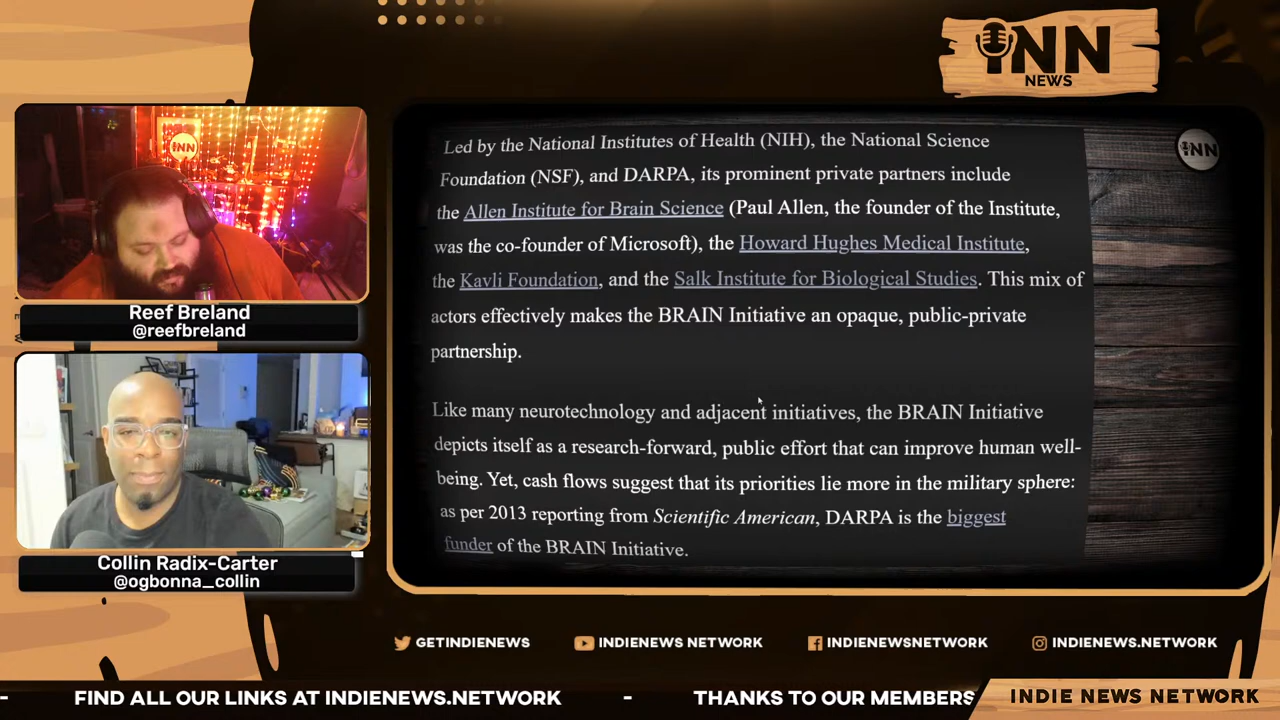 INN
NEWS
INN
Led by the National Institutes of Health (NIH), the National Science
Foundation (NSF), and DARPA, its prominent private partners include
the Allen Institute for Brain Science (Paul Allen, the founder of the Institute,
was the co-founder of Microsoft), the Howard Hughes Medical Institute,
the Kavli Foundation, and the Salk Institute for Biological Studies. This mix of
actors effectively makes the BRAIN Initiative an opaque, public-private
partnership.
Like many neurotechnology and adjacent initiatives, the BRAIN Initiative
depicts itself as a research-forward, public effort that can improve human well-
being. Yet, cash flows suggest that its priorities lie more in the military sphere:
as per 2013 reporting from Scientific American, DARPA is the biggest
funder of the BRAIN Initiative.
INN
Reef Breland
@reefbreland
Collin Radix-Carter
@ogbonna_collin
GETINDIENEWS
INDIENEWS NETWORK
INDIENEWSNETWORK
INDIENEWS.NETWORK
- FIND ALL OUR LINKS AT INDIENEWS.NETWORK - THANKS TO OUR MEMBERS
INDIE NEWS NETWORK